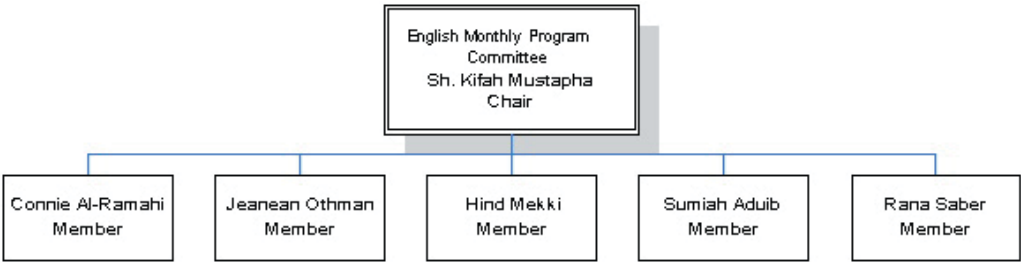 English Monthly Program
Committee
Sh. Kifah Mustapha
Chair
Connie Al-Ramahi
Member
Jeanean Othman
Member
Hind Mekki
Member
Sumiah Aduib
Member
Rana Saber
Member